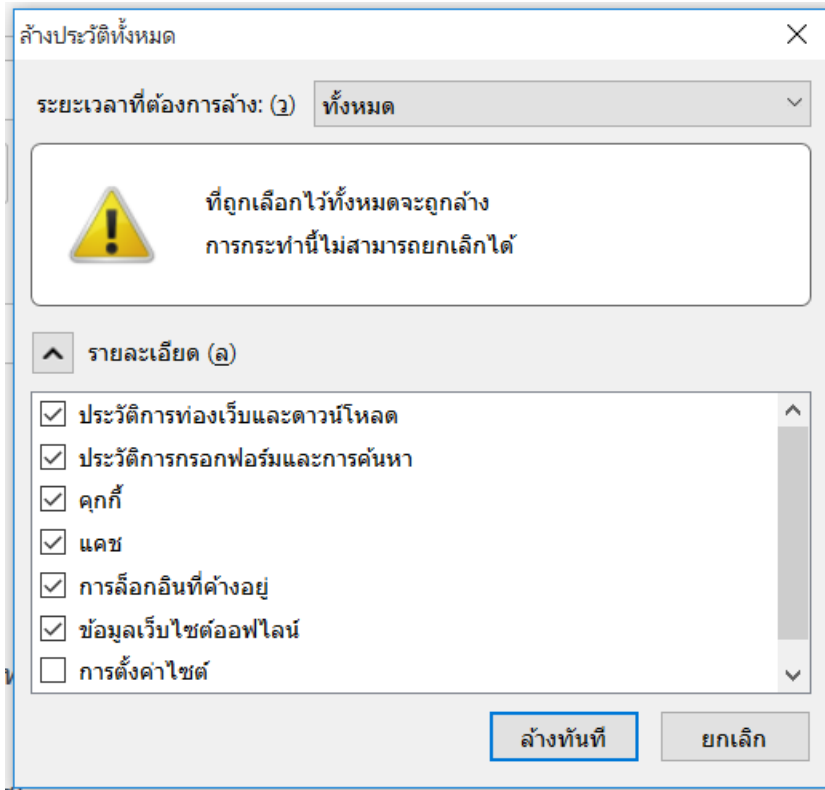 ล้างประวัติทั้งหมด
ระยะเวลาที่ต้องการล้าง: (ว) ทั้งหมด
ที่ถูกเลือกไว้ทั้งหมดจะถูกล้าง
การกระทำนี้ไม่สามารถยกเลิกได้
รายละเอียด (ล)
ประวัติการท่องเว็บและดาวน์โหลด
ประวัติการกรอกฟอร์มและการค้นหา
คุกกี้
แคช
การล็อกอินที่ค้างอยู่
ข้อมูลเว็บไซต์ออฟไลน์
การตั้งค่าไซต์
ล้างทันที ยกเลิก